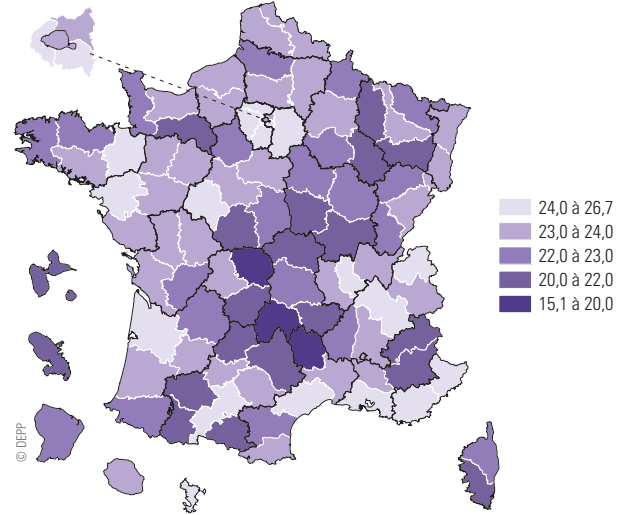 24,0 à 26,7
23,0 à 24,0
22,0 à 23,0
20,0 à 22,0
15,1 à 20,0
© DEPP